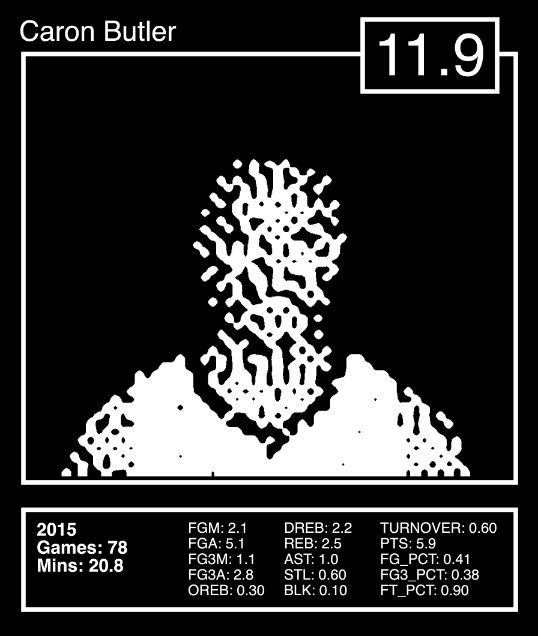 Caron Butler
11.9
2015
Games: 78
Mins: 20.8
FGM: 2.1
FGA: 5.1
FG3M: 1.1
FG3A: 2.8
OREB: 0.30
DREB: 2.2
REB: 2.5
AST: 1.0
STL: 0.60
BLK: 0.10
TURNOVER: 0.60
PTS: 5.9
FG_PCT: 0.41
FG3_PCT: 0.38
FT_PCT: 0.90